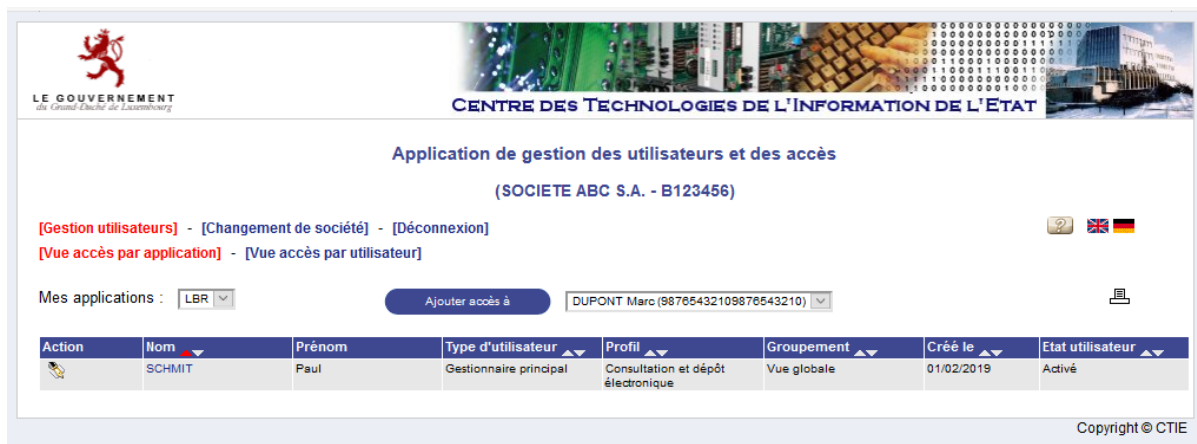 LE GOUVERNEMENT
du Grand-Duché de Luxembourg
CENTRE DES TECHNOLOGIES DE L'INFORMATION DE L'ETAT
Application de gestion des utilisateurs et des accès
(SOCIETE ABC S.A. - B123456)
[Gestion utilisateurs] - [Changement de société] - [Déconnexion]
[Vue accès par application] - [Vue accès par utilisateur]
Mes applications : LBR Ajouter accès à DUPONT Marc (98765432109876543210)
Action Nom Prénom Type d'utilisateur Profil Groupement Créé le Etat utilisateur
SCHMIT Paul Gestionnaire principal Consultation et dépôt électronique Vue globale 01/02/2019 Activé
Copyright © CTIE